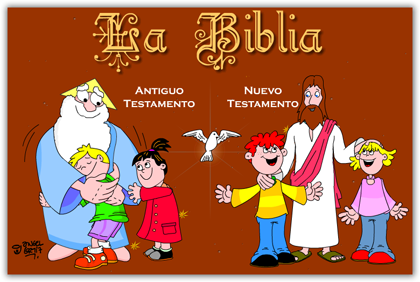 La Biblia
Antiguo
Testamento
Nuevo
Testamento